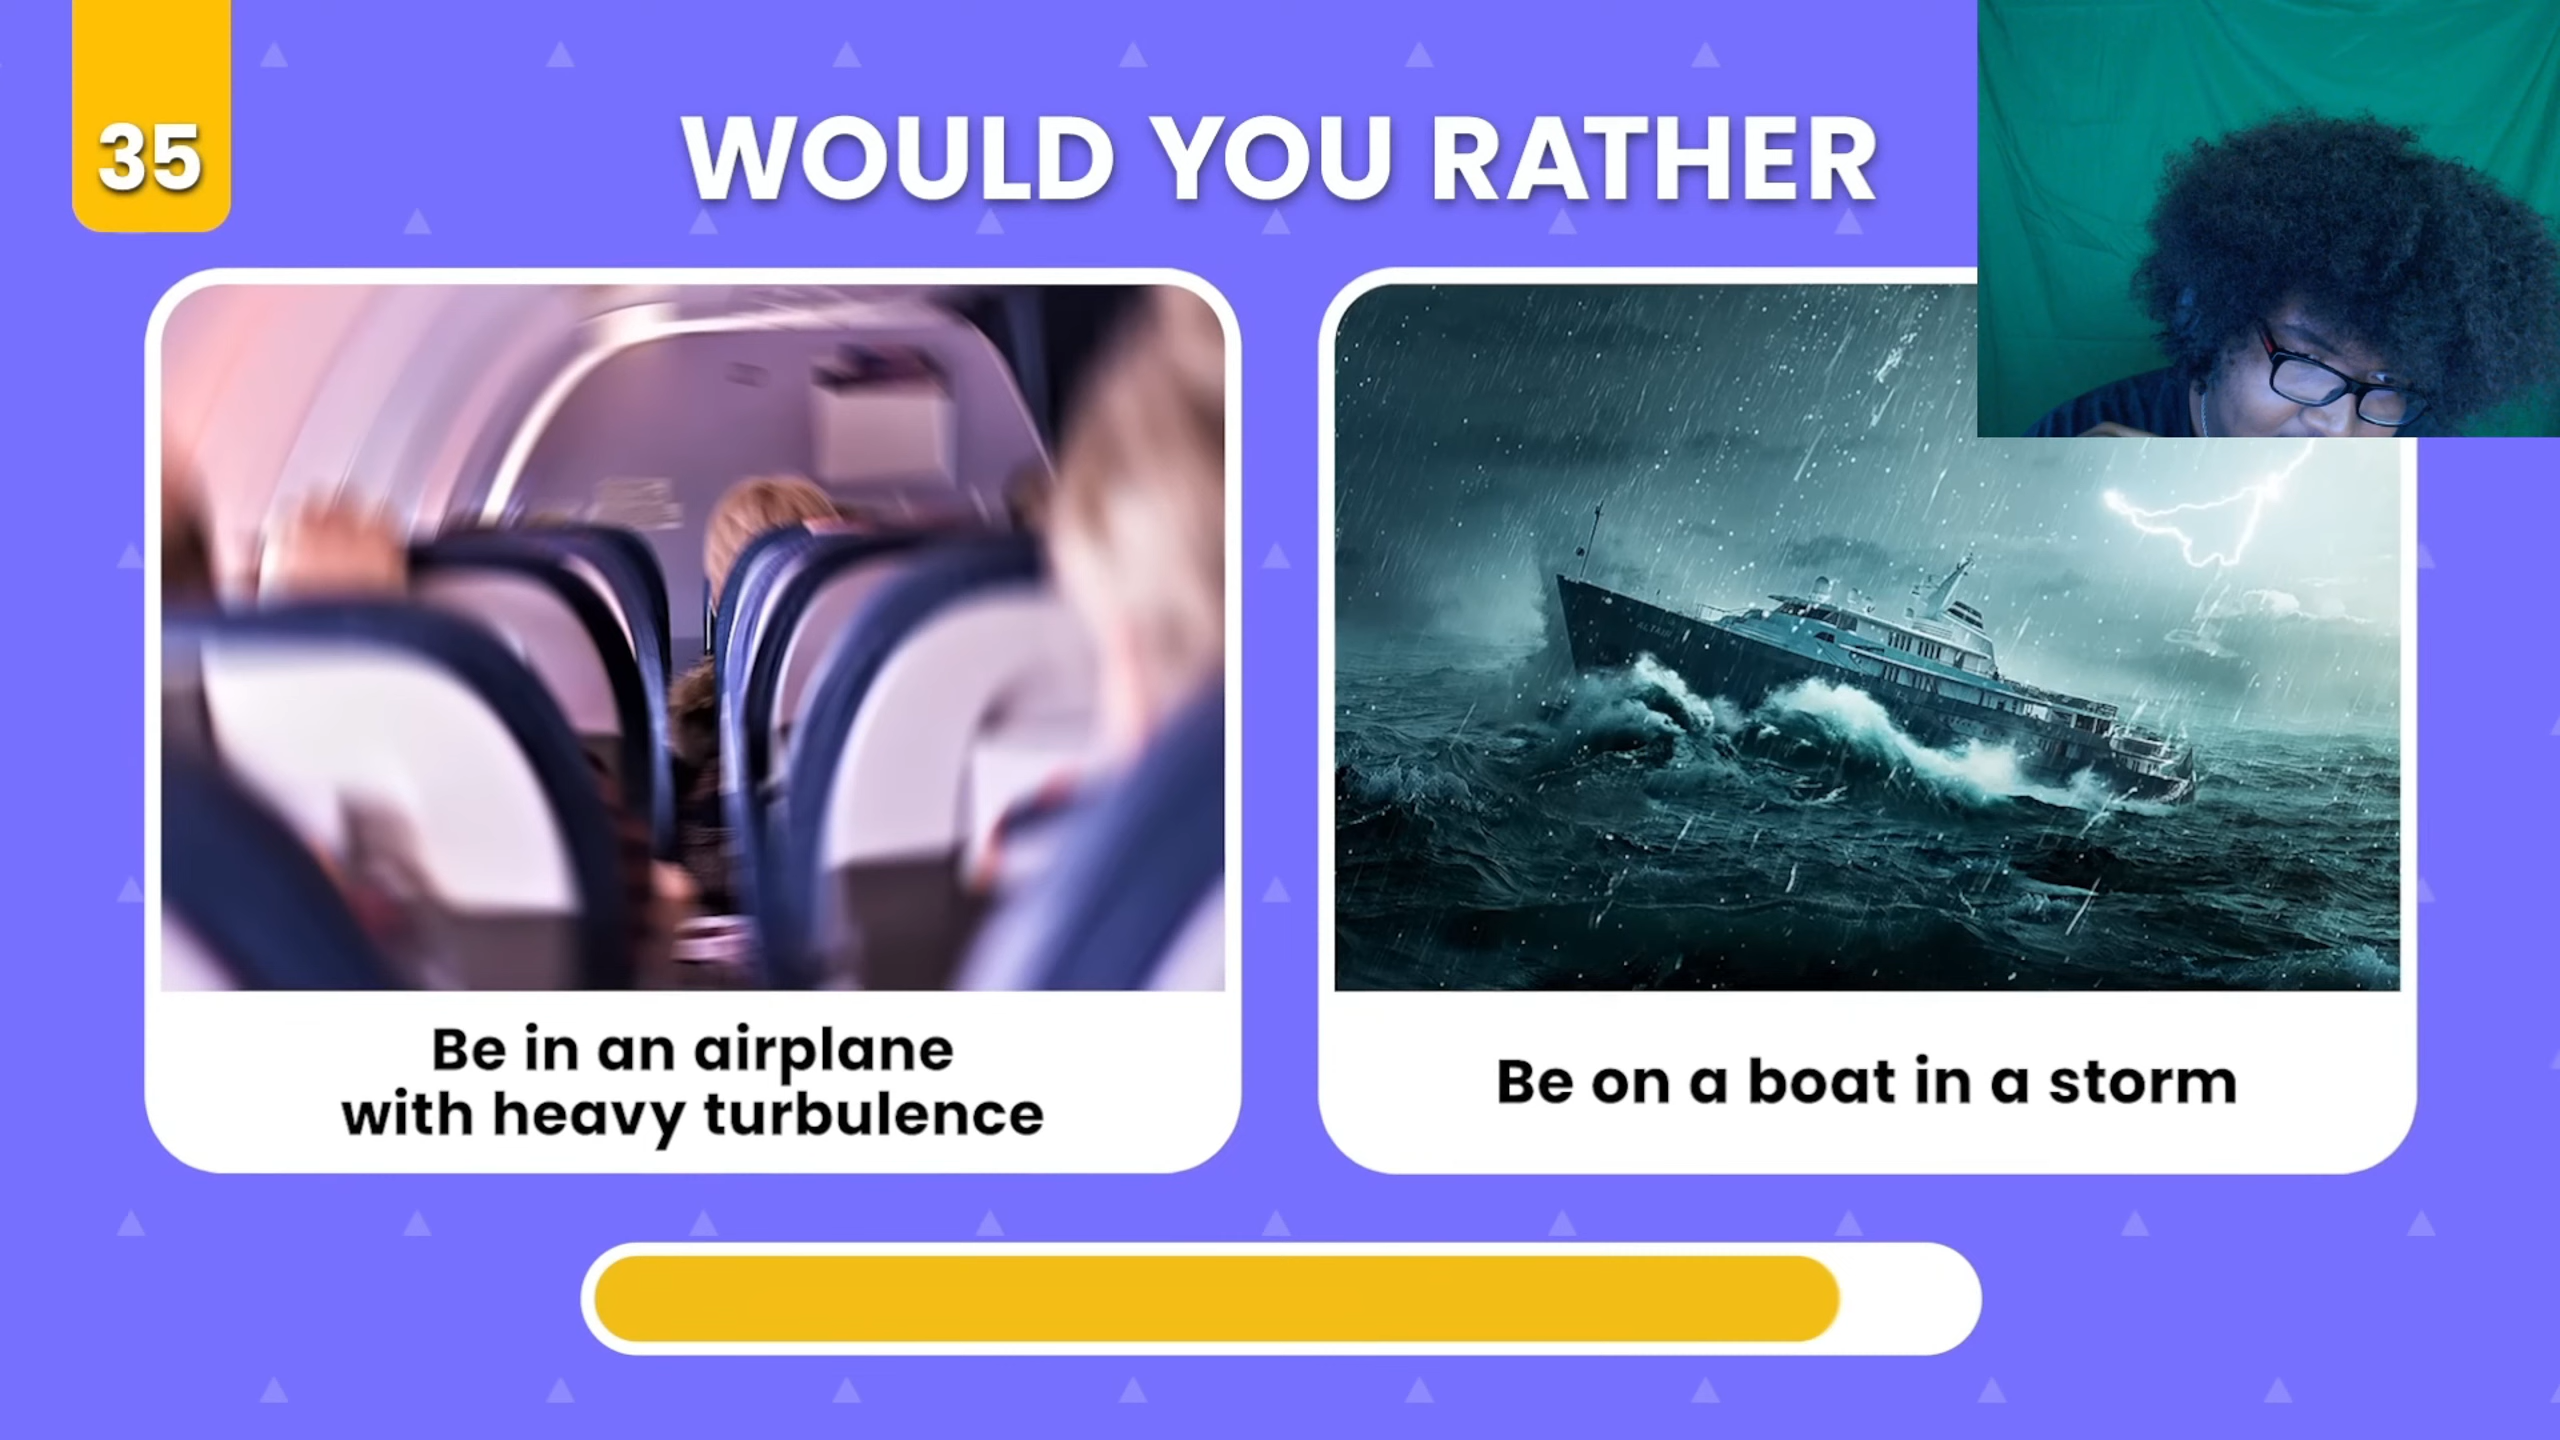 35
WOULD YOU RATHER
Be in an airplane
with heavy turbulence
Be on a boat in a storm